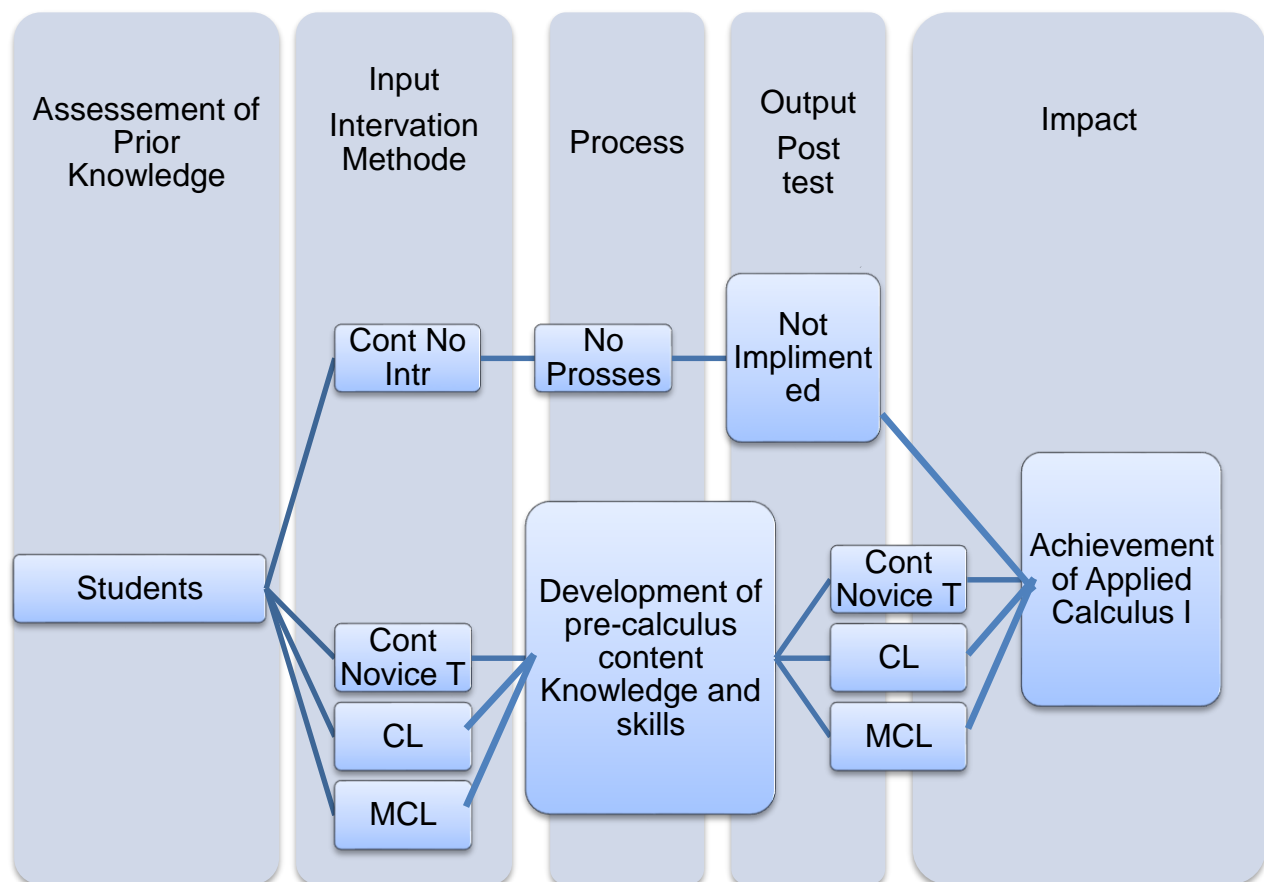 Assessement of
Prior
Knowledge
Input
Intervation
Methode
Process
Output
Post
test
Impact
Students
Cont No
Intr
No
Prosses
Not
Impliment
ed
Cont
Novice T
CL
MCL
Development of
pre-calculus
content
Knowledge and
skills
Cont
Novice T
CL
MCL
Achievement
of Applied
Calculus I